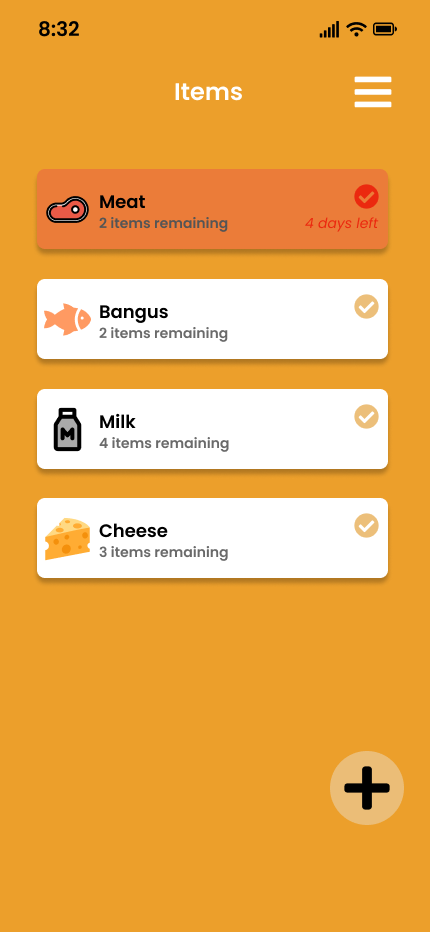 8:32
Items
Meat
2 items remaining
4 days left
Bangus
2 items remaining
Milk
M
4 items remaining
Cheese
3 items remaining